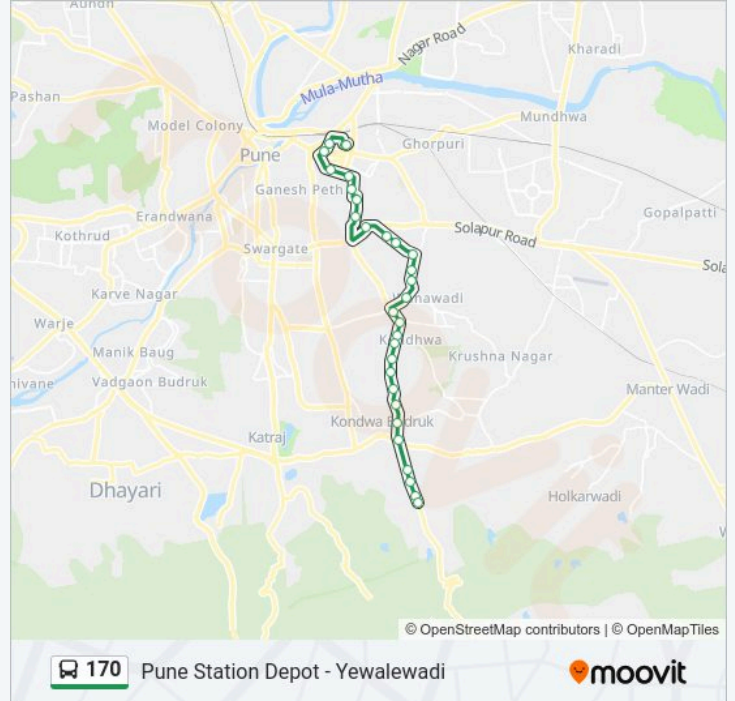 Aundh
Nagar Road
Kharadi
Mula-Mutha
Pashan
Mundhwa
Model Colony
Ghorpuri
Pune
Ganesh Peth
Gopalpatti
Erandwana
Kothrud
Solapur Road
Swargate
Sola
Karve Nagar
Warje
Krushna Nagar
Manik Baug
nivane
Vadgaon Budruk
Manter Wadi
Kondwa Budruk
Katraj
Dhayari
Holkarwadi
© OpenStreetMap contributors | © OpenMapTiles
170 Pune Station Depot - Yewalewadi moovit